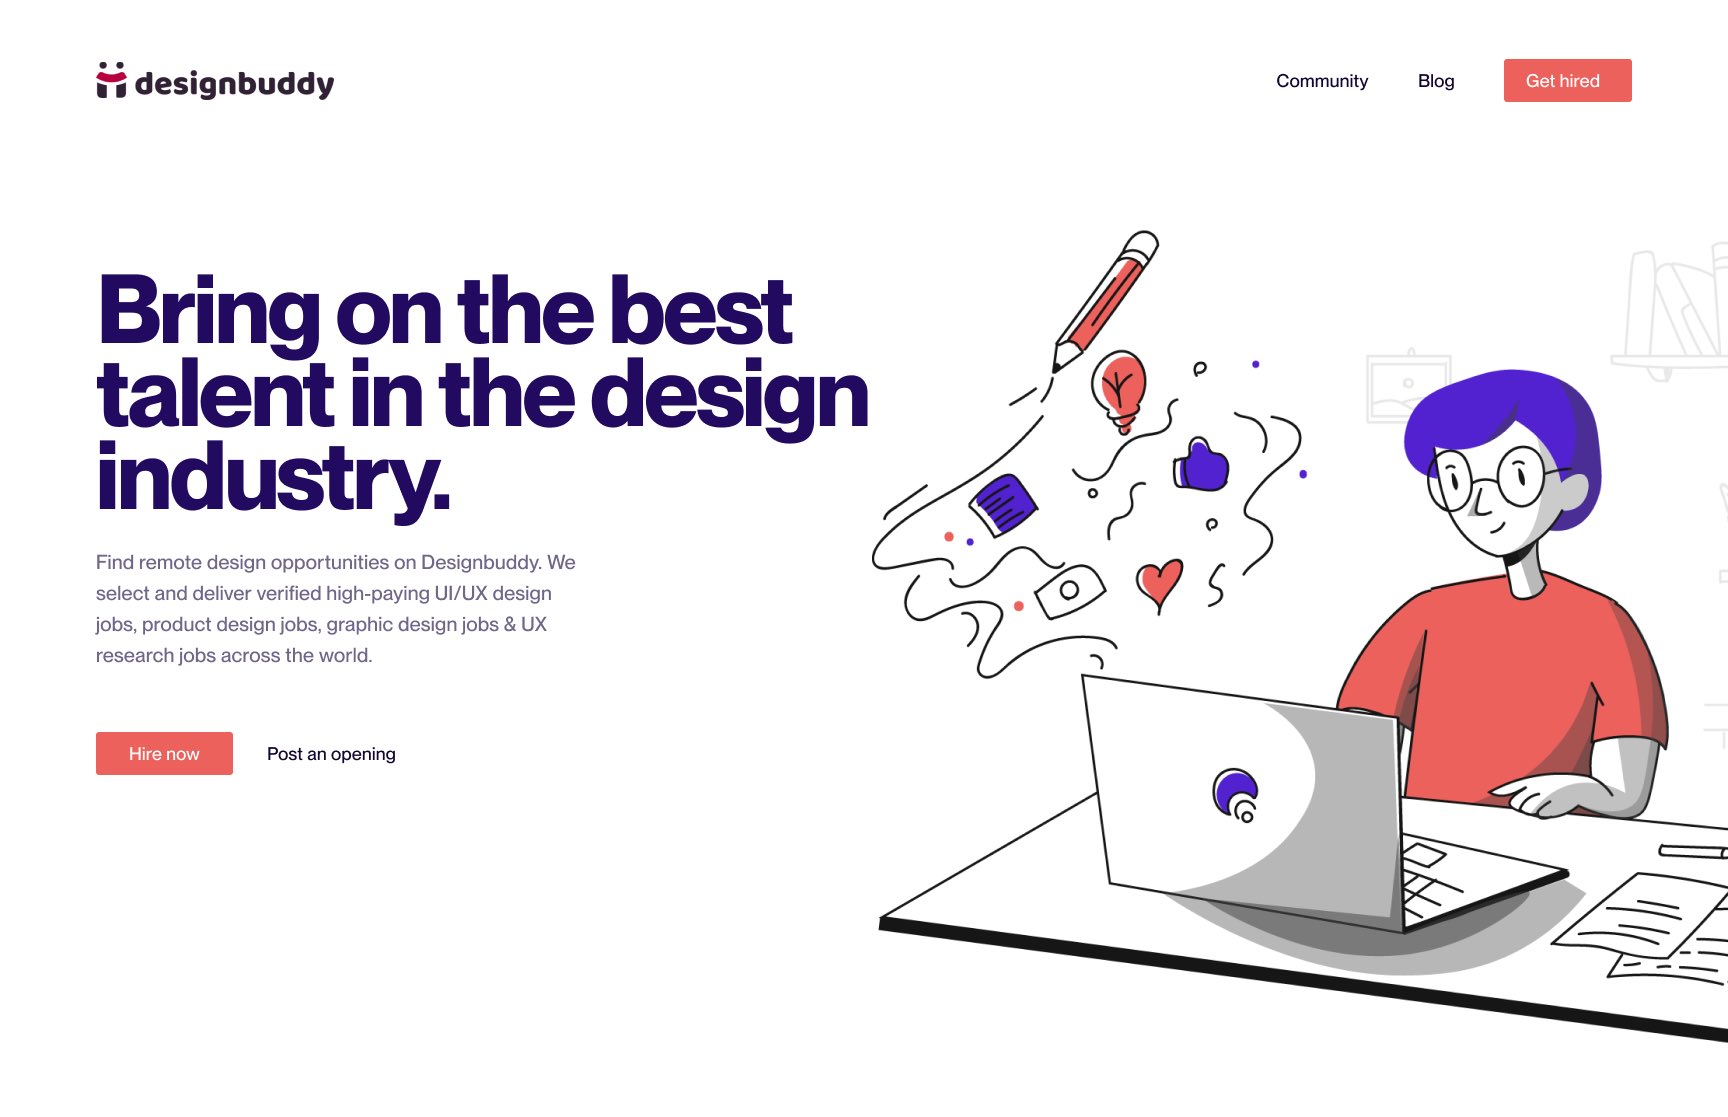 designbuddy
Community
Blog
Get hired
Bring on the best
talent in the design
industry.
Find remote design opportunities on Designbuddy. We
select and deliver verified high-paying UI/UX design
jobs, product design jobs, graphic design jobs & UX
research jobs across the world.
Hire now
Post an opening